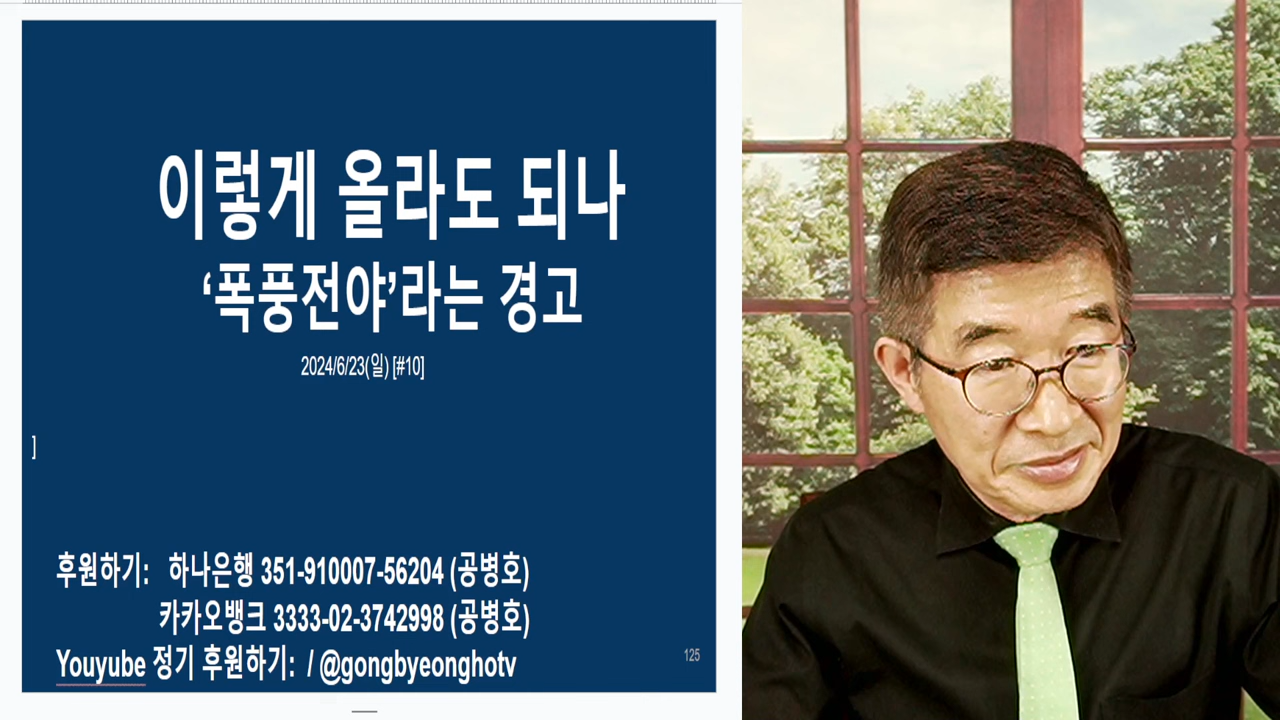 이렇게 올라도 되나
‘폭풍전야’라는 경고
2024/6/23(일) [#10]
]
후원하기: 하나은행 351-910007-56204 (공병호)
카카오뱅크 3333-02-3742998 (공병호)
Youyube 정기 후원하기: / @gongbyeonghotv
125